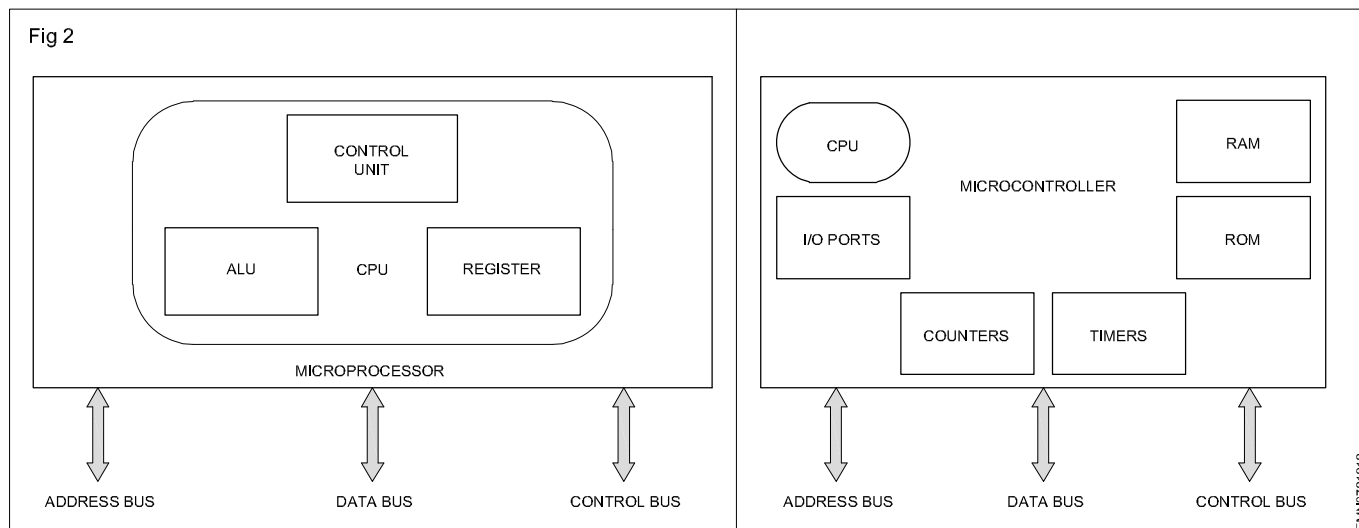 Fig 2
CONTROL
UNIT
ALU
CPU
REGISTER
MICROPROCESSOR
ADDRESS BUS
DATA BUS
CONTROL BUS
CPU
RAM
MICROCONTROLLER
I/O PORTS
ROM
COUNTERS
TIMERS
ADDRESS BUS
DATA BUS
CONTROL BUS